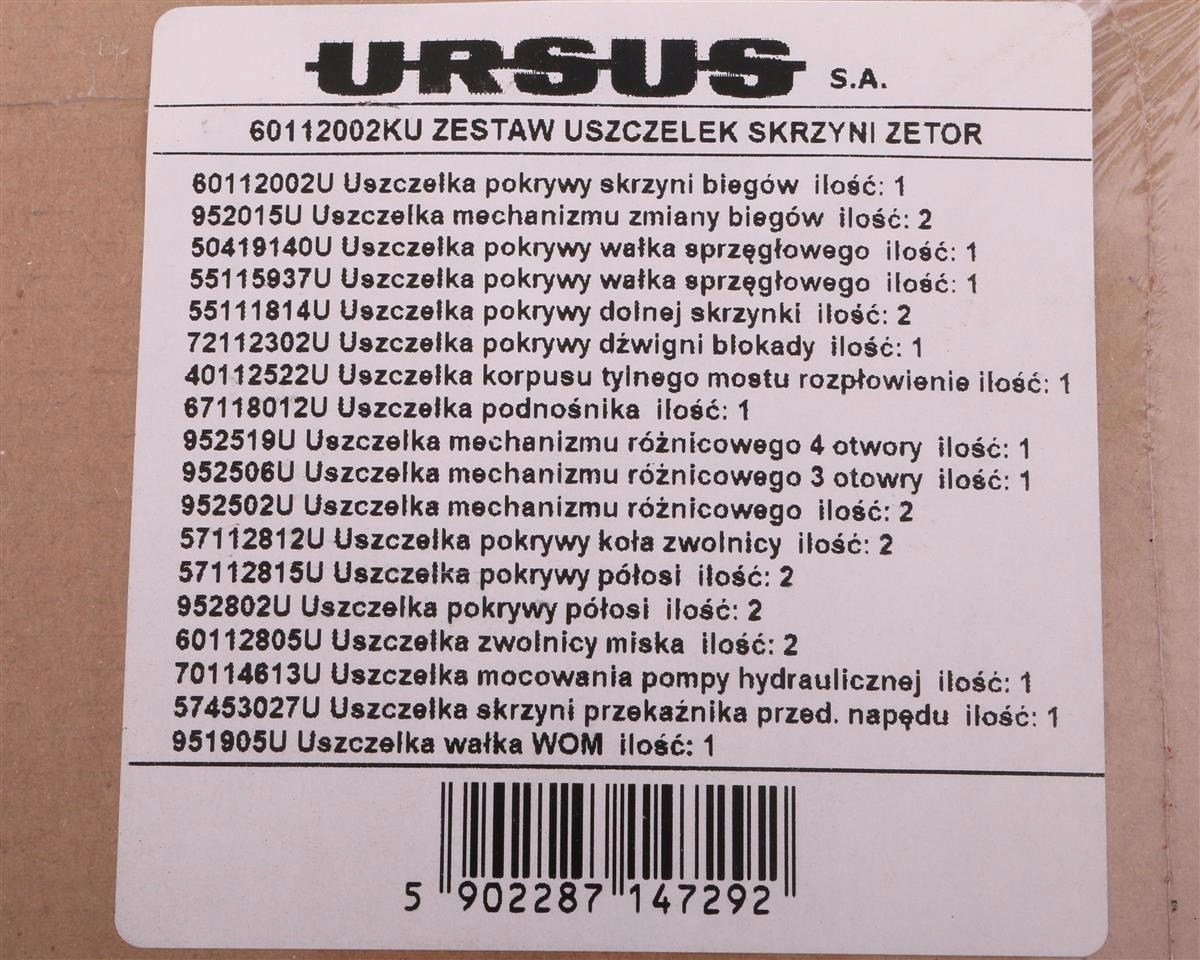 URSUS S.A.
60112002KU ZESTAW USZCZELEK SKRZYNI ZETOR
60112002U Uszczelka pokrywy skrzyni biegów ilość: 1
952015U Uszczelka mechanizmu zmiany biegów ilość: 2
50419140U Uszczelka pokrywy wałka sprzęgłowego ilość: 1
55115937U Uszczelka pokrywy wałka sprzęgłowego ilość: 1
55111814U Uszczelka pokrywy dolnej skrzynki ilość: 2
72112302U Uszczelka pokrywy dźwigni blokady ilość: 1
40112522U Uszczelka korpusu tylnego mostu rozpłowienie ilość: 1
67118012U Uszczelka podnośnika ilość: 1
952519U Uszczelka mechanizmu różnicowego 4 otwory ilość: 1
952506U Uszczelka mechanizmu różnicowego 3 otowry ilość: 1
952502U Uszczelka mechanizmu różnicowego ilość: 2
57112812U Uszczelka pokrywy koła zwolnicy ilość: 2
57112815U Uszczelka pokrywy półosi ilość: 2
952802U Uszczelka pokrywy półosi ilość: 2
60112805U Uszczelka zwolnicy miska ilość: 2
70114613U Uszczelka mocowania pompy hydraulicznej ilość: 1
57453027U Uszczelka skrzyni przekaźnika przed. napędu ilość: 1
951905U Uszczelka wałka WOM ilość: 1
5 902287 147292